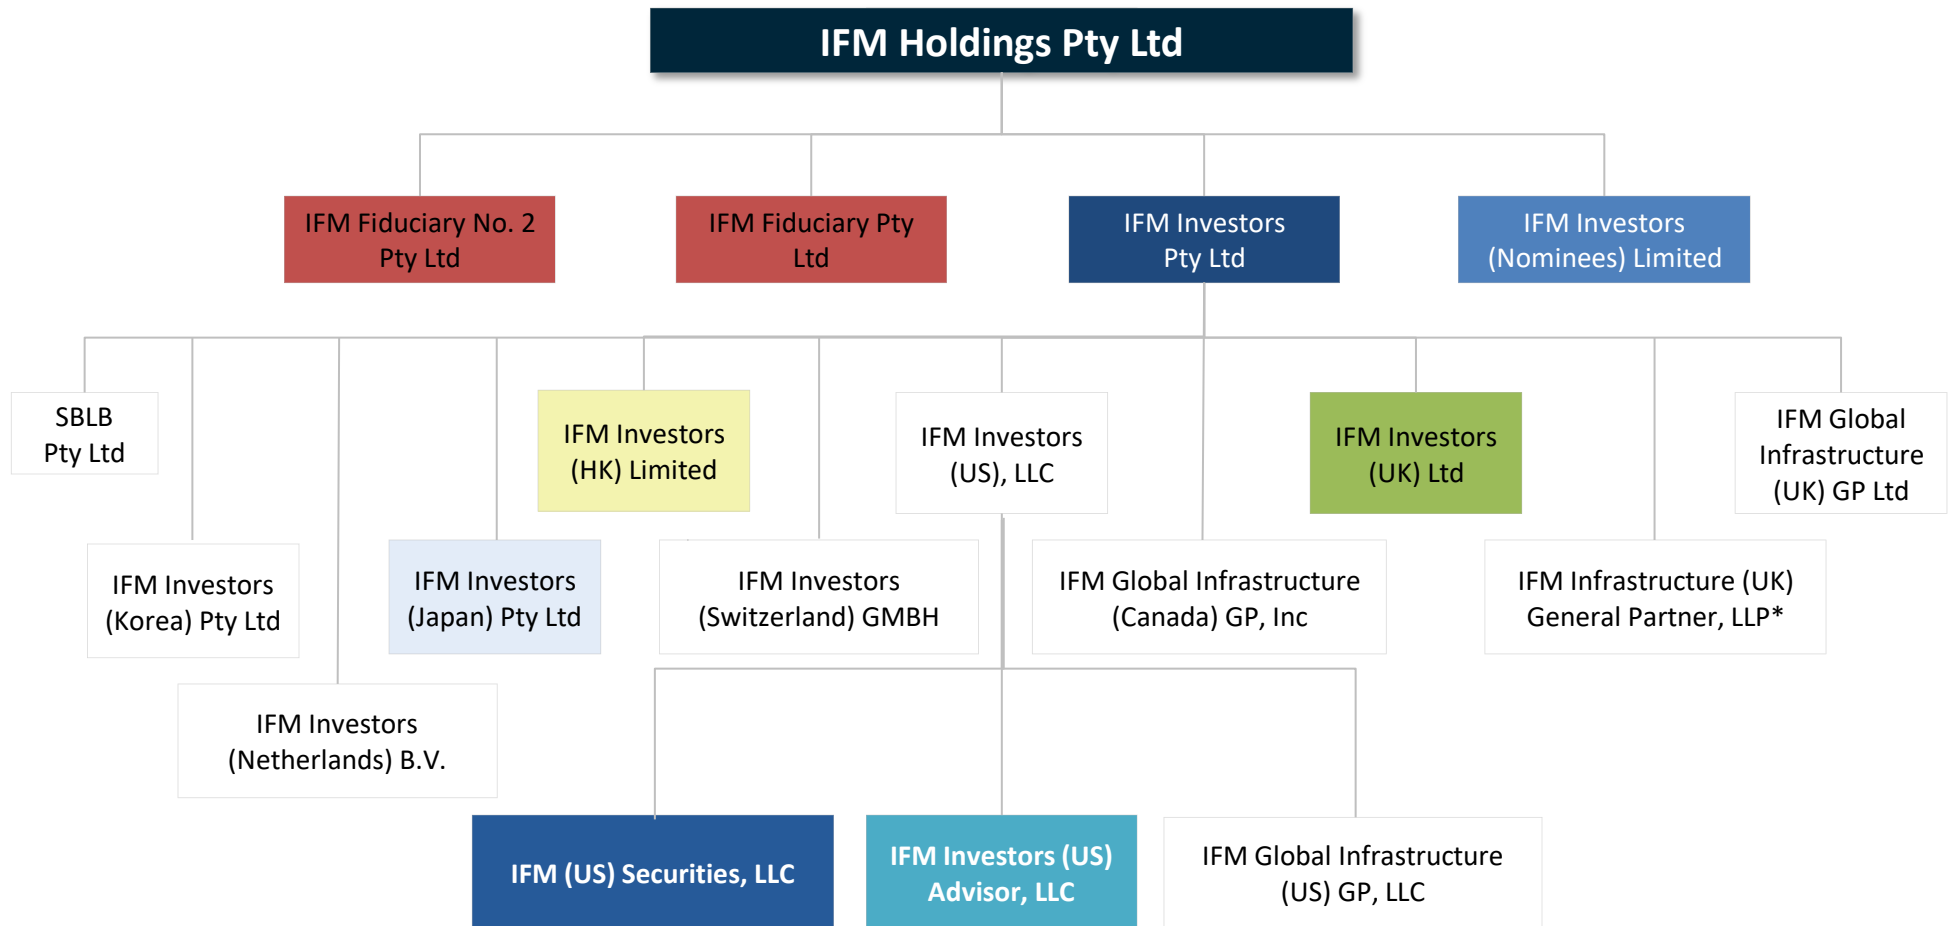 IFM Holdings Pty Ltd
IFM Fiduciary No. 2
Pty Ltd
IFM Fiduciary Pty
Ltd
IFM Investors
Pty Ltd
IFM Investors
(Nominees) Limited
SBLB
Pty Ltd
IFM Investors
(HK) Limited
IFM Investors
(US), LLC
IFM Investors
(UK) Ltd
IFM Global
Infrastructure
(UK) GP Ltd
IFM Investors
(Korea) Pty Ltd
IFM Investors
(Japan) Pty Ltd
IFM Investors
(Switzerland) GMBH
IFM Global Infrastructure
(Canada) GP, Inc
IFM Infrastructure (UK)
General Partner, LLP*
IFM Investors
(Netherlands) B.V.
IFM (US) Securities, LLC
IFM Investors (US)
Advisor, LLC
IFM Global Infrastructure
(US) GP, LLC